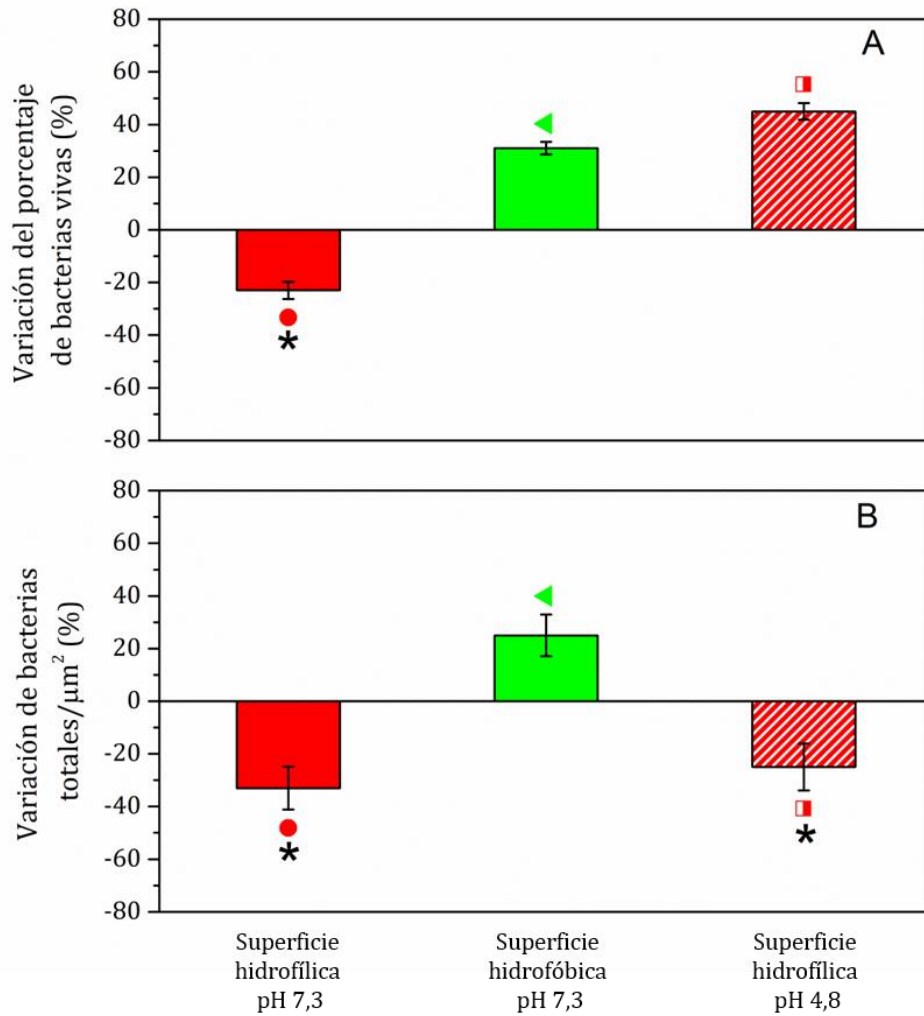 A
Variación del porcentaje
de bacterias vivas (%)
80
60
40
20
0
-20
-40
-60
-80
*
B
Variación de bacterias
totales/µm² (%)
80
60
40
20
0
-20
-40
-60
-80
*
*
Superficie
hidrofílica
pH 7,3
Superficie
hidrofóbica
pH 7,3
Superficie
hidrofílica
pH 4,8